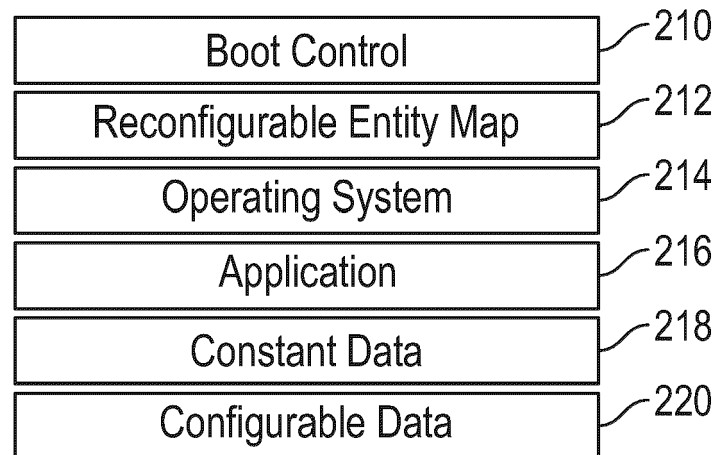 Boot Control 210
Reconfigurable Entity Map 212
Operating System 214
Application 216
Constant Data 218
Configurable Data 220